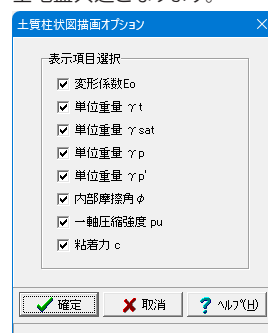 土質柱状図描画オプション
表示項目選択
変形係数Eo
単位重量 γt
単位重量 γsat
単位重量 γp
単位重量 γp'
内部摩擦角φ
一軸圧縮強度 pu
粘着力 c
確定 取消 ヘルプ(H)